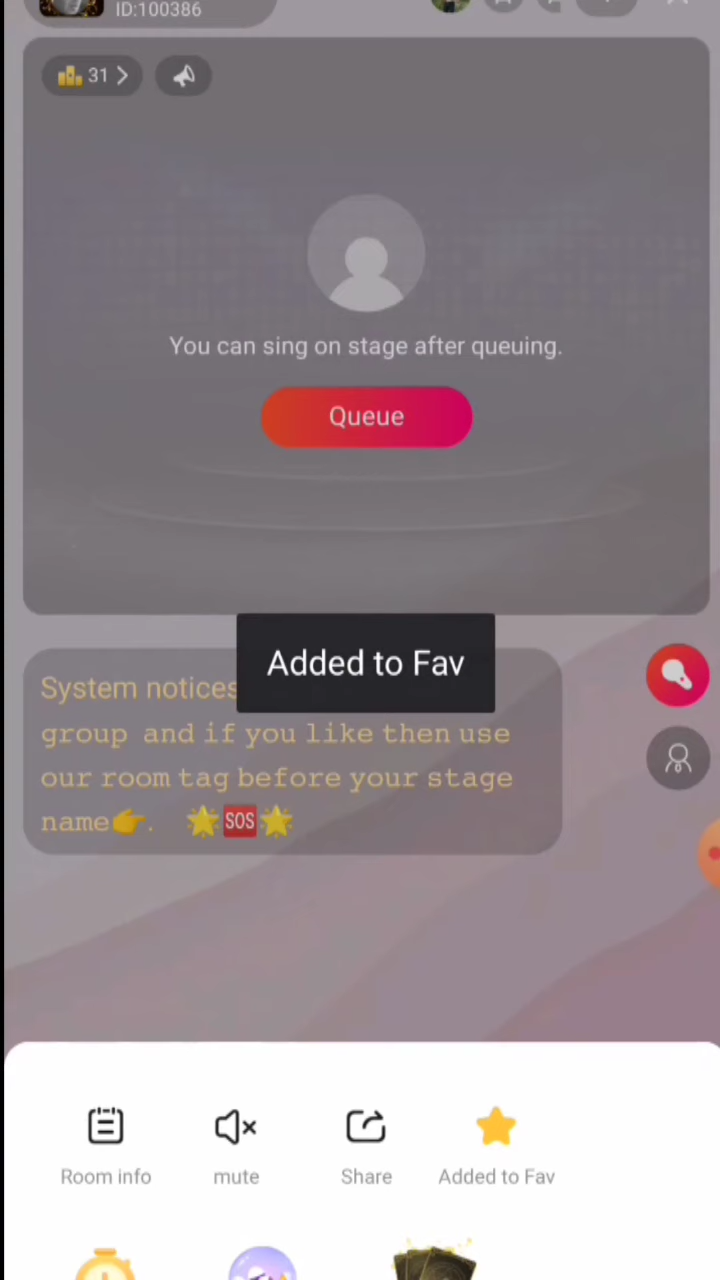 ID:100386
31
You can sing on stage after queuing.
Queue
Added to Fav
System notices
group and if you like then use
our room tag before your stage
name👉. 🌟🆘🌟
Room info
mute
Share
Added to Fav